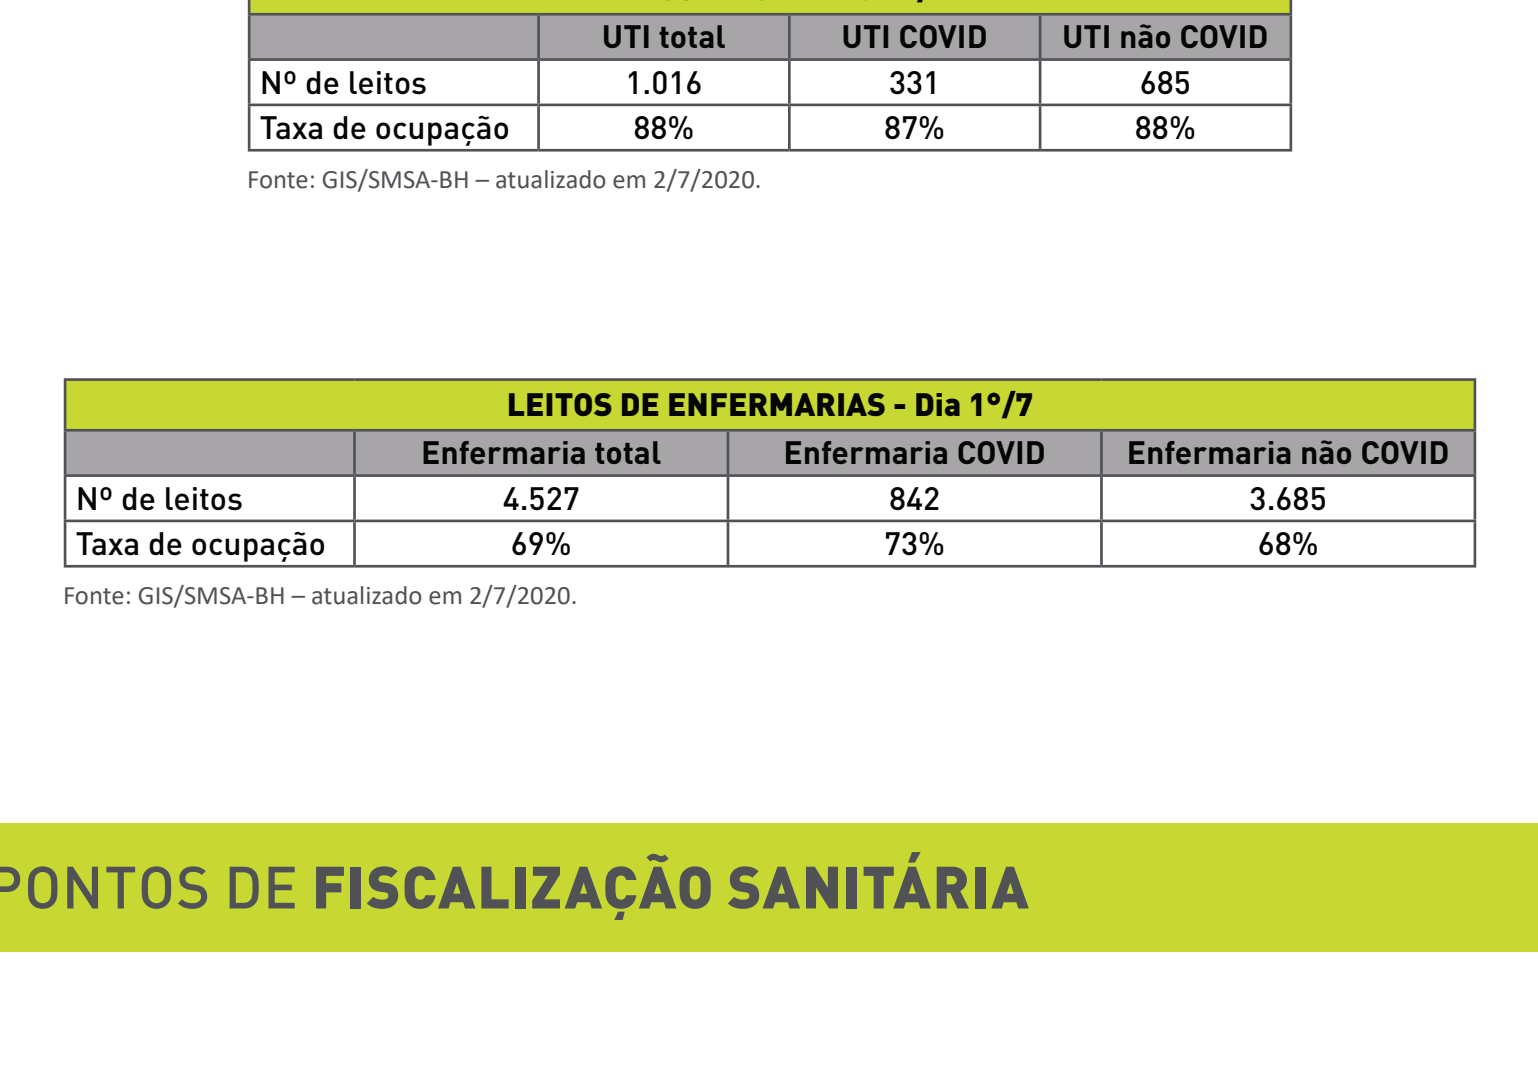 UTI total UTI COVID UTI não COVID
Nº de leitos 1.016 331 685
Taxa de ocupação 88% 87% 88%
Fonte: GIS/SMSA-BH – atualizado em 2/7/2020.
LEITOS DE ENFERMARIAS - Dia 1°/7
Enfermaria total Enfermaria COVID Enfermaria não COVID
Nº de leitos 4.527 842 3.685
Taxa de ocupação 69% 73% 68%
Fonte: GIS/SMSA-BH – atualizado em 2/7/2020.
PONTOS DE FISCALIZAÇÃO SANITÁRIA